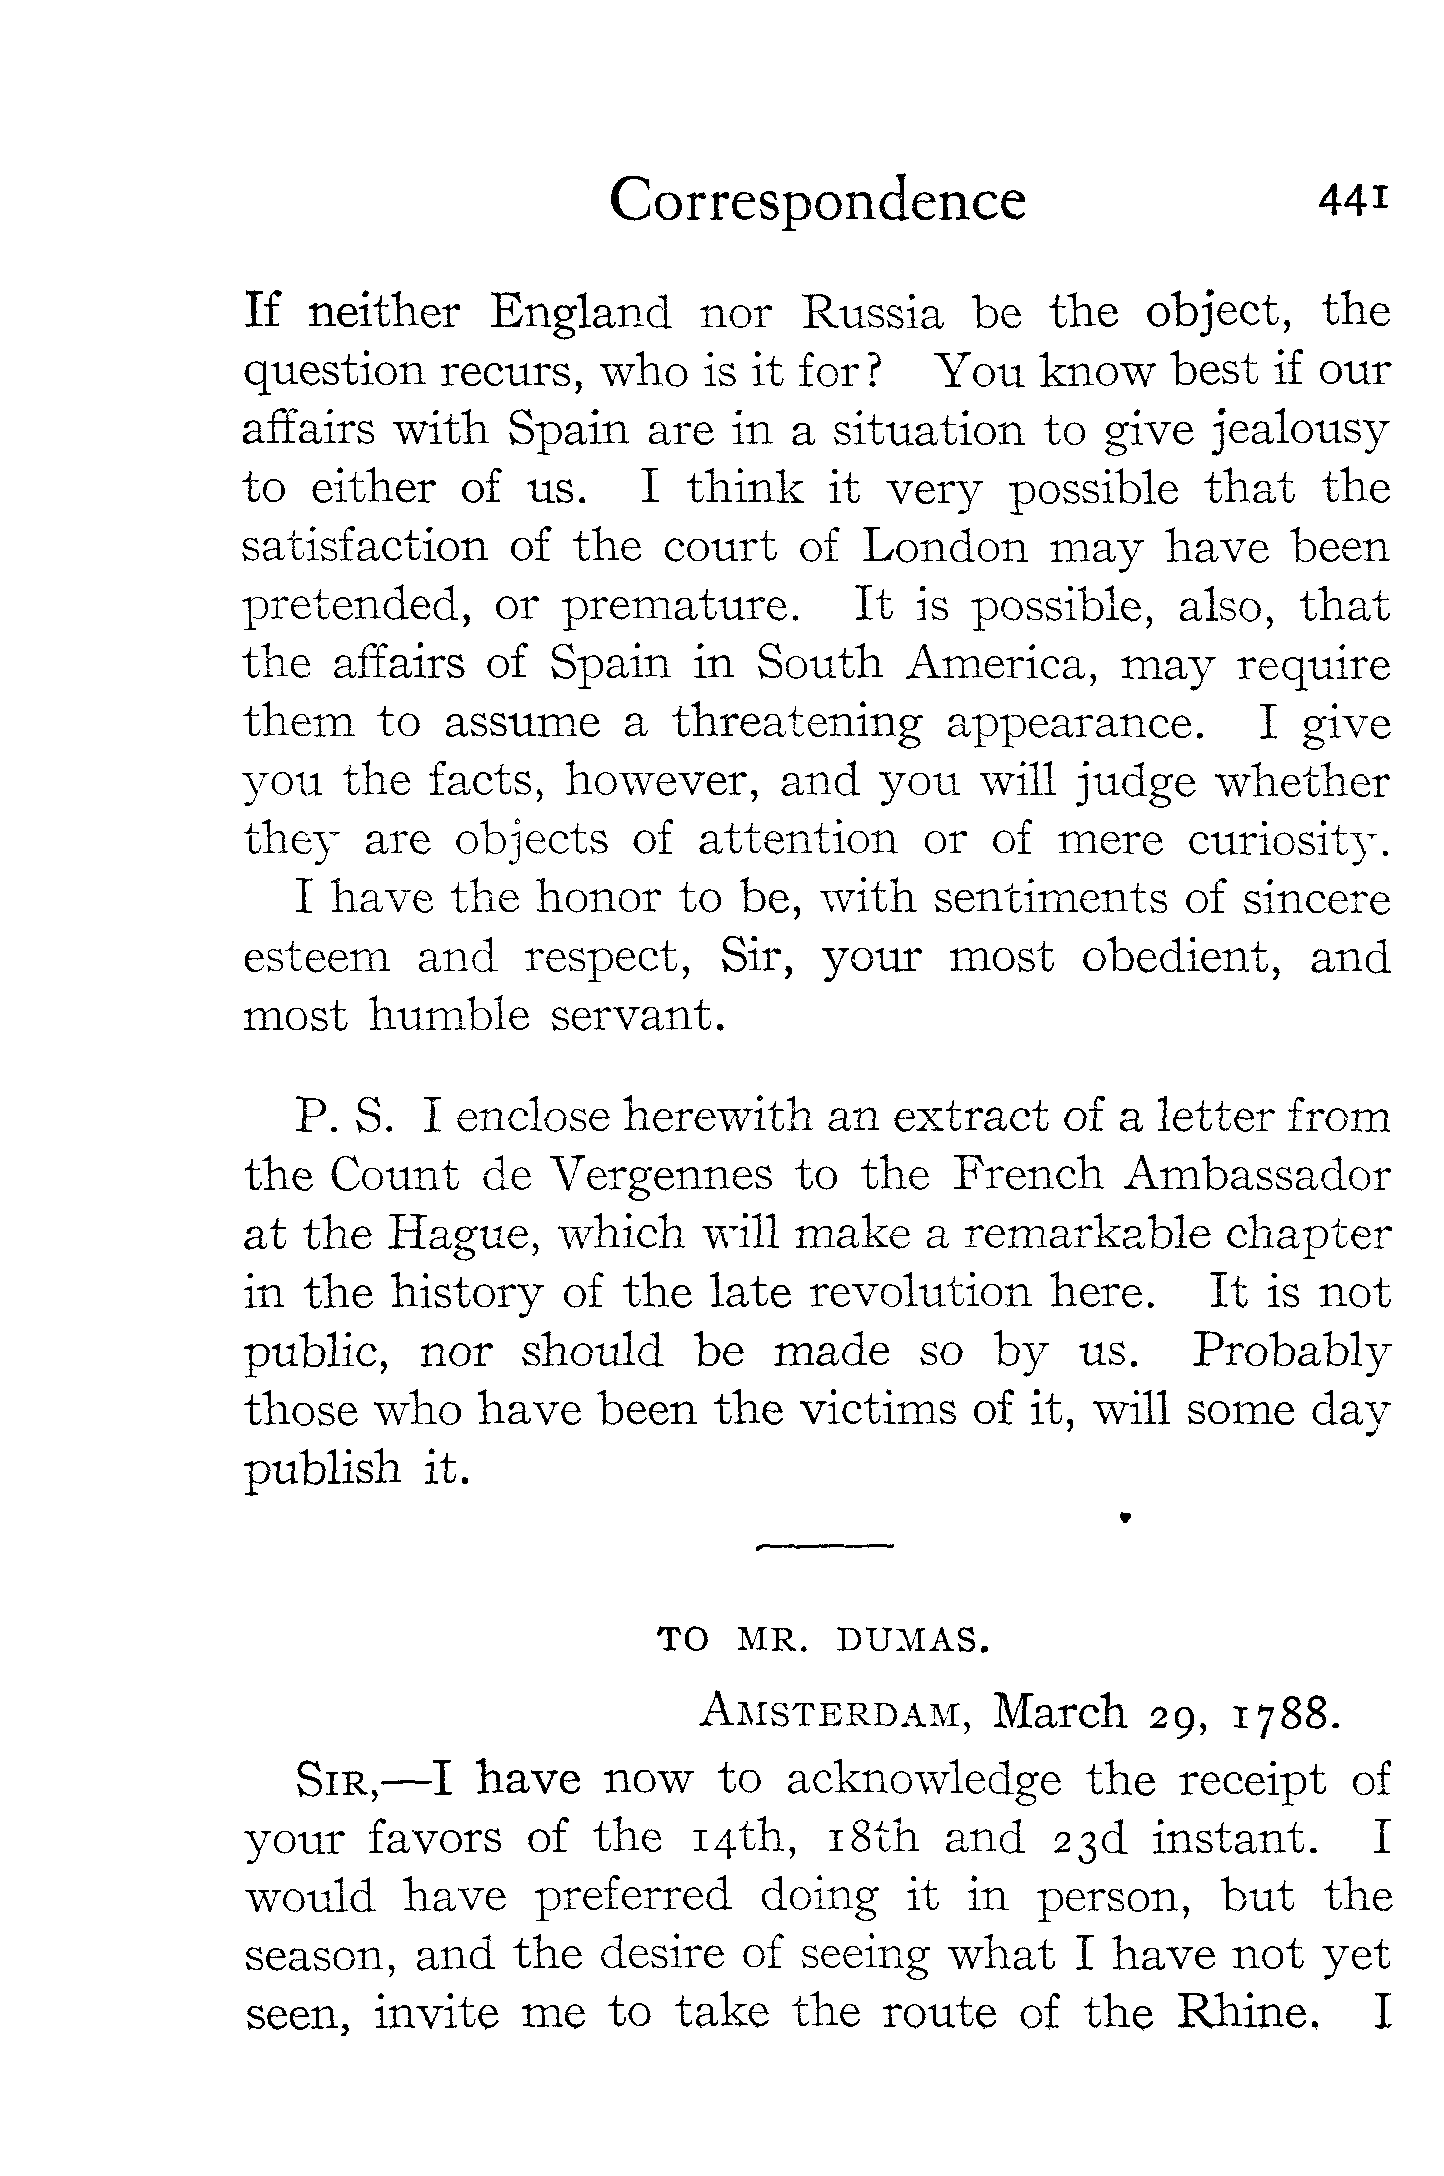 Correspondence 441
If neither England nor Russia be the object, the
question recurs, who is it for? You know best if our
affairs with Spain are in a situation to give jealousy
to either of us. I think it very possible that the
satisfaction of the court of London may have been
pretended, or premature. It is possible, also, that
the affairs of Spain in South America, may require
them to assume a threatening appearance. I give
you the facts, however, and you will judge whether
they are objects of attention or of mere curiosity.
I have the honor to be, with sentiments of sincere
esteem and respect, Sir, your most obedient, and
most humble servant.
P. S. I enclose herewith an extract of a letter from
the Count de Vergennes to the French Ambassador
at the Hague, which will make a remarkable chapter
in the history of the late revolution here. It is not
public, nor should be made so by us. Probably
those who have been the victims of it, will some day
publish it.
TO MR. DUMAS.
AMSTERDAM, March 29, 1788.
SIR,—I have now to acknowledge the receipt of
your favors of the 14th, 18th and 23d instant. I
would have preferred doing it in person, but the
season, and the desire of seeing what I have not yet
seen, invite me to take the route of the Rhine. I